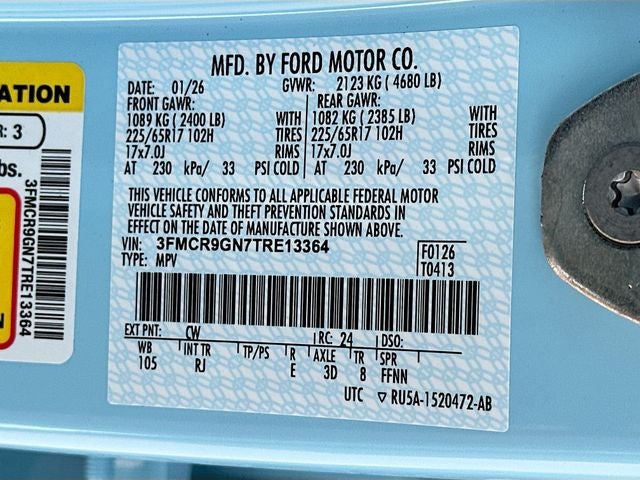 ATION
R: 3
bs.
3FMCR9GN7TRE13364
MFD. BY FORD MOTOR CO.
DATE: 01/26 GVWR: 2123 KG ( 4680 LB)
FRONT GAWR: REAR GAWR:
1089 KG ( 2400 LB) WITH 1082 KG ( 2385 LB) WITH
225/65R17 102H TIRES 225/65R17 102H TIRES
17x7.0J RIMS 17x7.0J RIMS
AT 230 kPa/ 33 PSI COLD AT 230 kPa/ 33 PSI COLD
THIS VEHICLE CONFORMS TO ALL APPLICABLE FEDERAL MOTOR
VEHICLE SAFETY AND THEFT PREVENTION STANDARDS IN
EFFECT ON THE DATE OF MANUFACTURE SHOWN ABOVE.
VIN: 3FMCR9GN7TRE13364 F0126
TYPE: MPV T0413
EXT PNT: CW RC: 24 DSO:
WB INT TR TP/PS R AXLE TR SPR
105 RJ E 3D 8 FFNN
UTC ▽ RU5A-1520472-AB